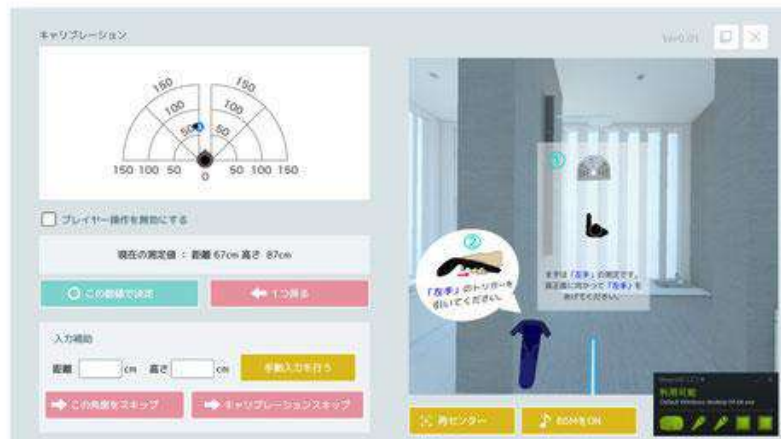 キャリブレーション
150 150
100 100
50 50
150 100 50 0 50 100 150
プレイヤー操作を無効にする
現在の測定値 : 距離 67cm 高さ 87cm
この数値で決定
1つ戻る
入力補助
距離 cm 高さ cm
手動入力を行う
この角度をスキップ
キャリブレーションスキップ
①
まずは「左手」の測定です。
真正面に向かって「左手」を
あげてください。
②
「左手」のトリガーを
引いてください。
再センター
BGMをON
利用可能